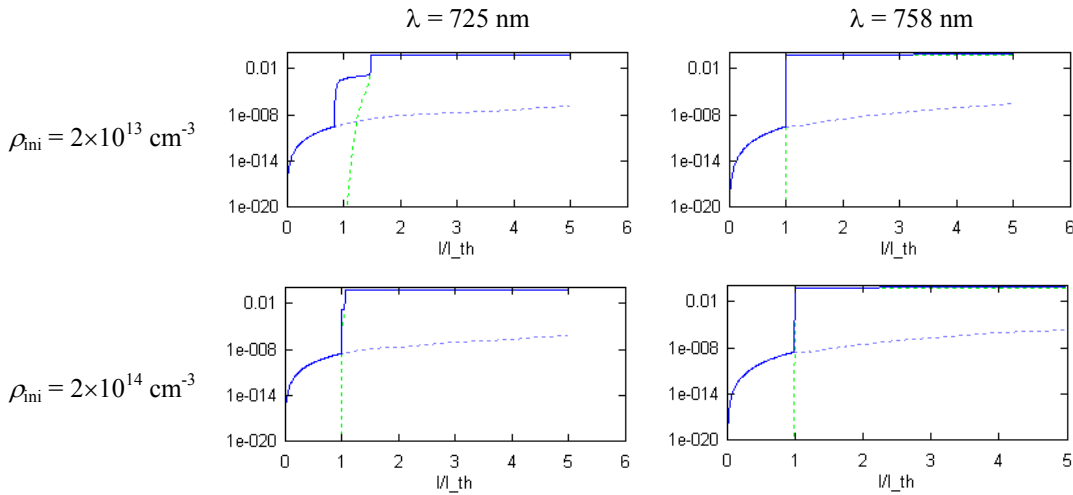 λ = 725 nm
λ = 758 nm
ρini = 2×10^13 cm^-3
0.01
1e-008
1e-014
1e-020
0 1 2 3 4 5 6
I/I_th
0.01
1e-008
1e-014
1e-020
0 1 2 3 4 5 6
I/I_th
ρini = 2×10^14 cm^-3
0.01
1e-008
1e-014
1e-020
0 1 2 3 4 5 6
I/I_th
0.01
1e-008
1e-014
1e-020
0 1 2 3 4 5
I/I_th